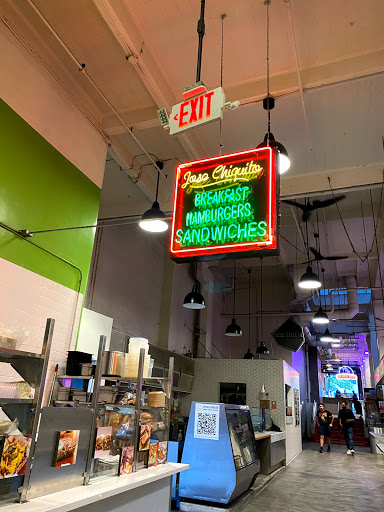 EXIT
Jose Chiquito
BREAKFAST
HAMBURGERS
SANDWICHES